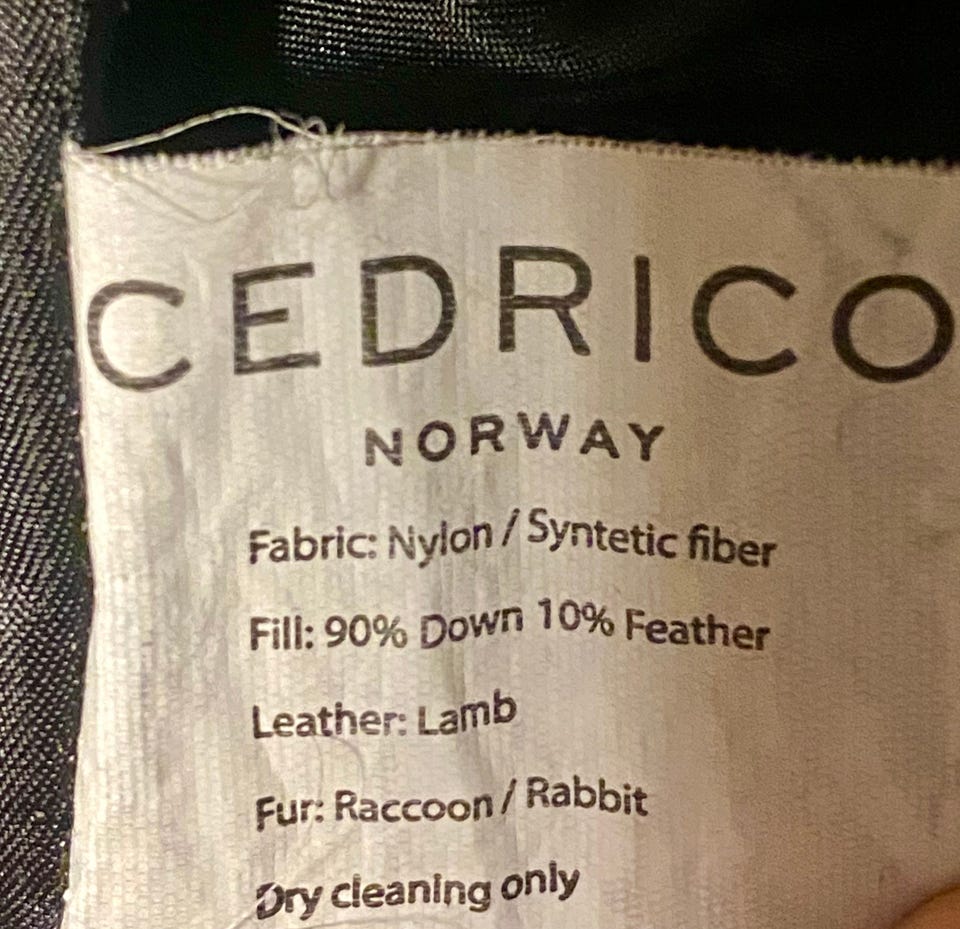 CEDRICO
NORWAY
Fabric: Nylon / Syntetic fiber
Fill: 90% Down 10% Feather
Leather: Lamb
Fur: Raccoon / Rabbit
Dry cleaning only